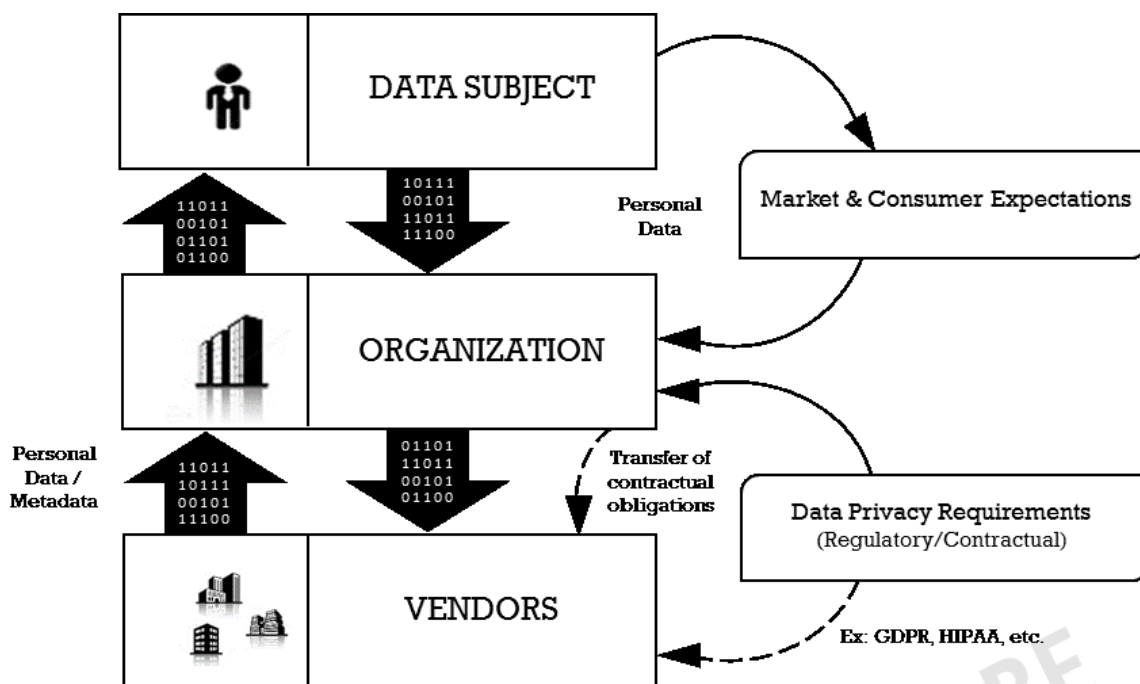 DATA SUBJECT
11011
00101
01101
01100
10111
00101
11011
11100
Personal
Data
Market & Consumer Expectations
ORGANIZATION
Personal
Data /
Metadata
11011
10111
00101
11100
01101
11011
00101
01100
Transfer of
contractual
obligations
Data Privacy Requirements
(Regulatory/Contractual)
VENDORS
Ex: GDPR, HIPAA, etc.